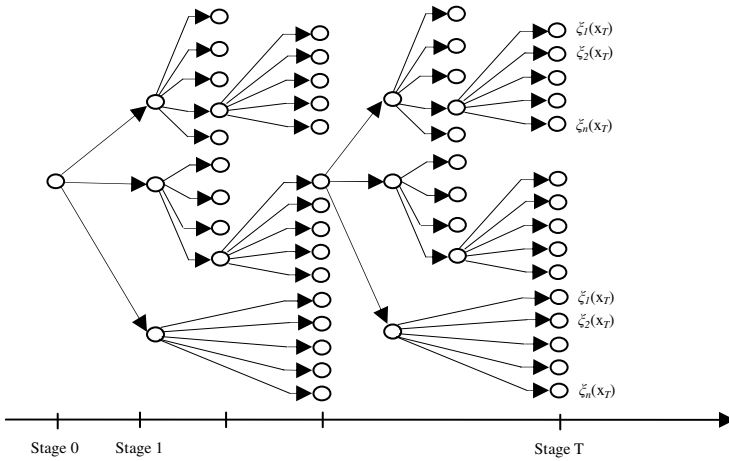 ξ1(xT)
ξ2(xT)
ξn(xT)
ξ1(xT)
ξ2(xT)
ξn(xT)
Stage 0 Stage 1 Stage T